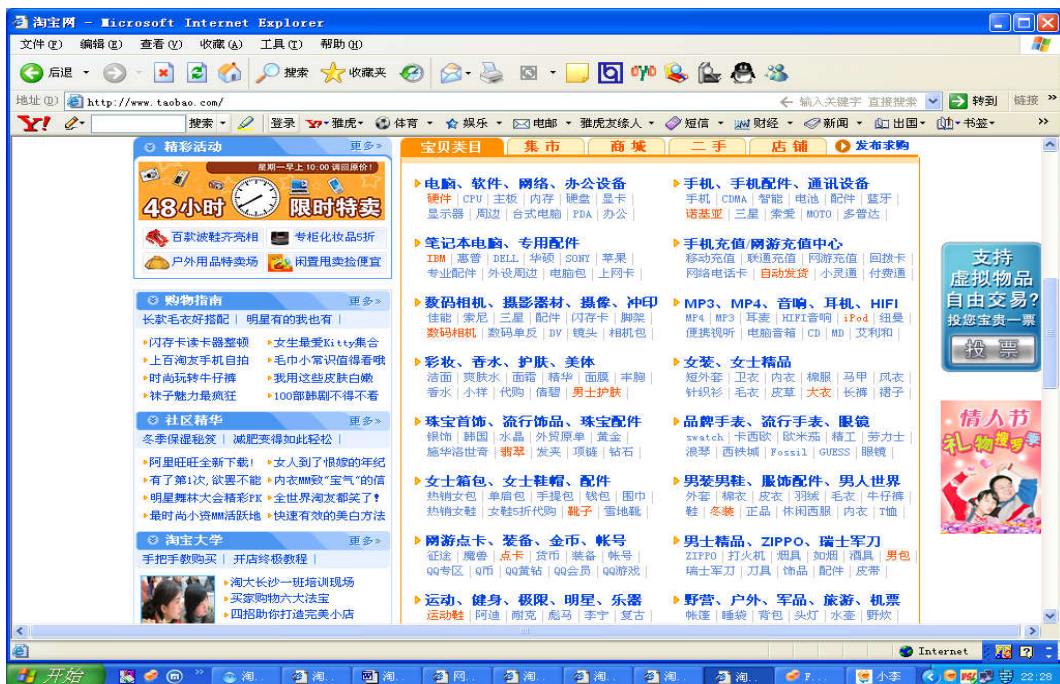 淘宝网 - Microsoft Internet Explorer
文件(F) 编辑(E) 查看(V) 收藏(A) 工具(T) 帮助(H)
后退 搜索 收藏夹
地址(D) http://www.taobao.com/ 输入关键字 直接搜索 转到 链接 »
Y! 搜索 登录 雅虎 体育 娱乐 电邮 雅虎友缘人 短信 财经 新闻 出国 书签 »
精彩活动 更多»
星期一早上10:00 调回原价!
48小时 限时特卖
百款波鞋齐亮相 专柜化妆品5折
户外用品特卖场 闲置甩卖捡便宜
购物指南 更多»
长款毛衣好搭配 | 明星有的我也有 |
闪存卡读卡器整顿 女生最爱Kitty集合
上百淘友手机自拍 毛巾小常识值得看哦
时尚玩转牛仔裤 我用这些皮肤白嫩
袜子魅力最疯狂 100部韩剧不得不看
社区精华 更多»
冬季保湿秘笈 | 减肥变得如此轻松 |
阿里旺旺全新下载! 女人到了恨嫁的年纪
有了第1次,欲罢不能 内衣MM致"宝气"的信
明星舞林大会精彩PK 全世界淘友都笑了!
最时尚小资MM活跃地 快速有效的美白方法
淘宝大学 更多»
手把手教购买 | 开店终极教程 |
淘大长沙一班培训现场
买家购物六大法宝
四招助你打造完美小店
宝贝类目 集市 商城 二手 店铺 发布求购
电脑、软件、网络、办公设备
硬件 | CPU | 主板 | 内存 | 硬盘 | 显卡 |
显示器 | 周边 | 台式电脑 | PDA | 办公 |
手机、手机配件、通讯设备
手机 | CDMA | 智能 | 电池 | 配件 | 蓝牙 |
诺基亚 | 三星 | 索爱 | MOTO | 多普达 |
笔记本电脑、专用配件
IBM | 惠普 | DELL | 华硕 | SONY | 苹果 |
专业配件 | 外设周边 | 电脑包 | 上网卡 |
手机充值/网游充值中心
移动充值 | 联通充值 | 网游充值 | 回拨卡 |
网络电话卡 | 自动发货 | 小灵通 | 付费通 |
数码相机、摄影器材、摄像、冲印
佳能 | 索尼 | 三星 | 配件 | 闪存卡 | 脚架 |
数码相机 | 数码单反 | DV | 镜头 | 相机包 |
MP3、MP4、音响、耳机、HIFI
MP4 | MP3 | 耳麦 | HIFI音响 | iPod | 纽曼 |
便携视听 | 电脑音箱 | CD | MD | 艾利和 |
彩妆、香水、护肤、美体
洁面 | 爽肤水 | 面霜 | 精华 | 面膜 | 丰胸 |
香水 | 小样 | 代购 | 倩碧 | 男士护肤 |
女装、女士精品
短外套 | 卫衣 | 内衣 | 棉服 | 马甲 | 风衣 |
针织衫 | 毛衣 | 皮草 | 大衣 | 长裤 | 裙子 |
珠宝首饰、流行饰品、珠宝配件
银饰 | 韩国 | 水晶 | 外贸原单 | 黄金 |
施华洛世奇 | 翡翠 | 发夹 | 项链 | 钻石 |
品牌手表、流行手表、眼镜
swatch | 卡西欧 | 欧米茄 | 精工 | 劳力士 |
浪琴 | 西铁城 | Fossil | GUESS | 眼镜 |
女士箱包、女士鞋帽、配件
热销女包 | 单肩包 | 手提包 | 钱包 | 围巾 |
热销女鞋 | 女鞋5折代购 | 靴子 | 雪地靴 |
男装男鞋、服饰配件、男人世界
外套 | 棉衣 | 皮衣 | 羽绒 | 毛衣 | 牛仔裤 |
鞋 | 冬装 | 正品 | 休闲西服 | 内衣 | T恤 |
网游点卡、装备、金币、帐号
征途 | 魔兽 | 点卡 | 货币 | 装备 | 帐号 |
QQ专区 | Q币 | QQ黄钻 | QQ会员 | QQ游戏 |
男士精品、ZIPPO、瑞士军刀
ZIPPO | 打火机 | 烟具 | 如烟 | 酒具 | 男包 |
瑞士军刀 | 刀具 | 饰品 | 配件 | 皮带 |
运动、健身、极限、明星、乐器
运动鞋 | 阿迪 | 耐克 | 彪马 | 李宁 | 复古 |
野营、户外、军品、旅游、机票
帐篷 | 睡袋 | 背包 | 头灯 | 水壶 | 野炊 |
支持
虚拟物品
自由交易?
投您宝贵一票
投 票
情人节
礼物搜罗
Internet
开始 淘.. 淘.. 淘.. 网.. 淘.. 淘.. 淘.. 淘.. F... 小李 22:28